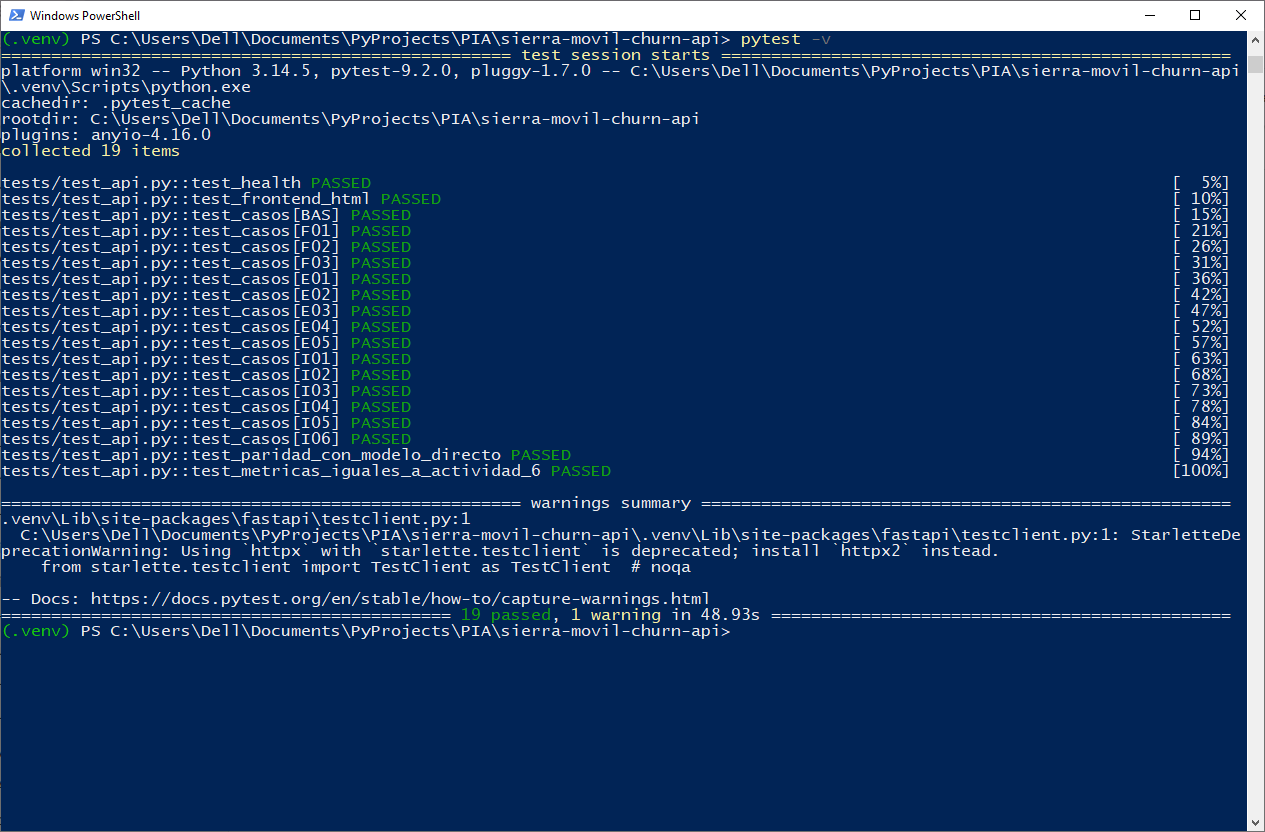 Windows PowerShell
(.venv) PS C:\Users\Dell\Documents\PyProjects\PIA\sierra-movil-churn-api> pytest -v
=================================================== test session starts ===================================================
platform win32 -- Python 3.14.5, pytest-9.2.0, pluggy-1.7.0 -- C:\Users\Dell\Documents\PyProjects\PIA\sierra-movil-churn-api
\.venv\Scripts\python.exe
cachedir: .pytest_cache
rootdir: C:\Users\Dell\Documents\PyProjects\PIA\sierra-movil-churn-api
plugins: anyio-4.16.0
collected 19 items
tests/test_api.py::test_health PASSED [  5%]
tests/test_api.py::test_frontend_html PASSED [ 10%]
tests/test_api.py::test_casos[BAS] PASSED [ 15%]
tests/test_api.py::test_casos[F01] PASSED [ 21%]
tests/test_api.py::test_casos[F02] PASSED [ 26%]
tests/test_api.py::test_casos[F03] PASSED [ 31%]
tests/test_api.py::test_casos[E01] PASSED [ 36%]
tests/test_api.py::test_casos[E02] PASSED [ 42%]
tests/test_api.py::test_casos[E03] PASSED [ 47%]
tests/test_api.py::test_casos[E04] PASSED [ 52%]
tests/test_api.py::test_casos[E05] PASSED [ 57%]
tests/test_api.py::test_casos[I01] PASSED [ 63%]
tests/test_api.py::test_casos[I02] PASSED [ 68%]
tests/test_api.py::test_casos[I03] PASSED [ 73%]
tests/test_api.py::test_casos[I04] PASSED [ 78%]
tests/test_api.py::test_casos[I05] PASSED [ 84%]
tests/test_api.py::test_casos[I06] PASSED [ 89%]
tests/test_api.py::test_paridad_con_modelo_directo PASSED [ 94%]
tests/test_api.py::test_metricas_iguales_a_actividad_6 PASSED [100%]
==================================================== warnings summary =====================================================
.venv\Lib\site-packages\fastapi\testclient.py:1
  C:\Users\Dell\Documents\PyProjects\PIA\sierra-movil-churn-api\.venv\Lib\site-packages\fastapi\testclient.py:1: StarletteDe
precationWarning: Using `httpx` with `starlette.testclient` is deprecated; install `httpx2` instead.
    from starlette.testclient import TestClient as TestClient  # noqa
-- Docs: https://docs.pytest.org/en/stable/how-to/capture-warnings.html
============================================= 19 passed, 1 warning in 48.93s ==============================================
(.venv) PS C:\Users\Dell\Documents\PyProjects\PIA\sierra-movil-churn-api>